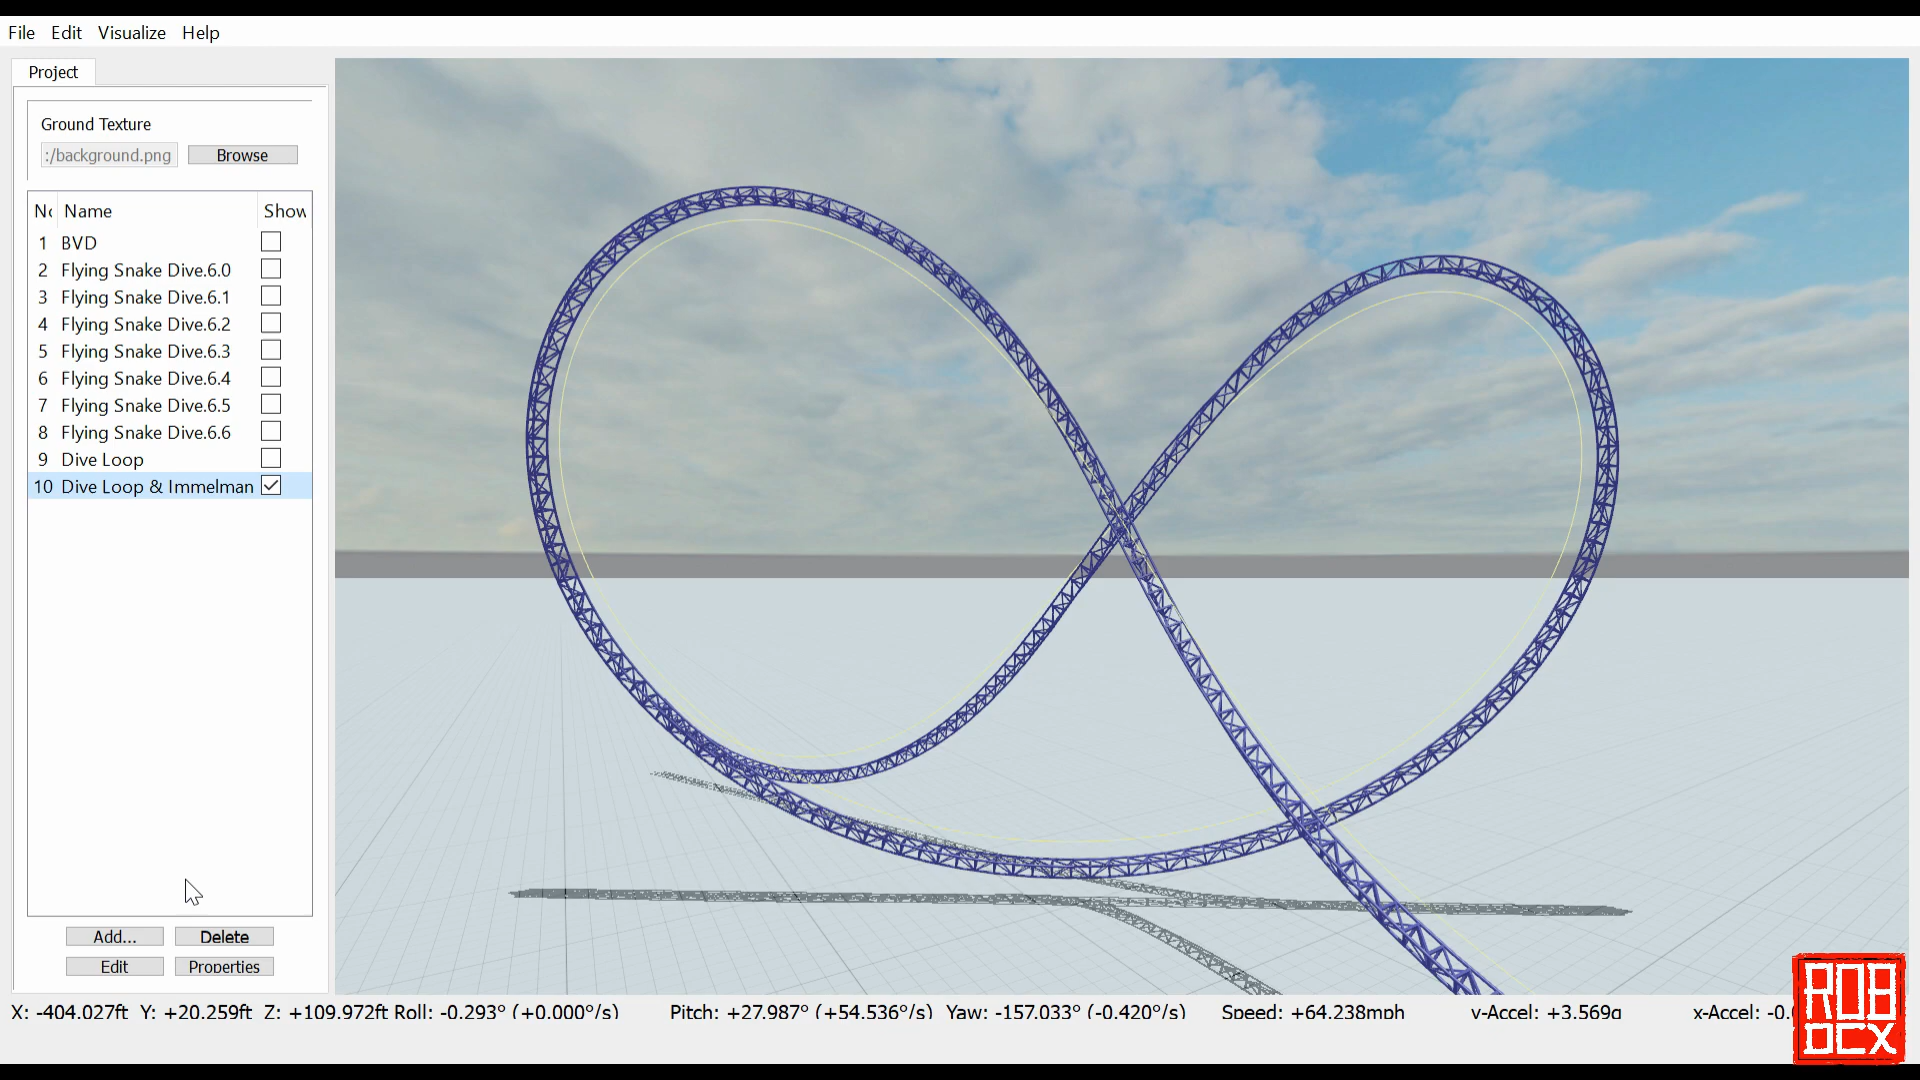 File Edit Visualize Help
Project
Ground Texture
:/background.png Browse
Nc Name Show
1 BVD
2 Flying Snake Dive.6.0
3 Flying Snake Dive.6.1
4 Flying Snake Dive.6.2
5 Flying Snake Dive.6.3
6 Flying Snake Dive.6.4
7 Flying Snake Dive.6.5
8 Flying Snake Dive.6.6
9 Dive Loop
10 Dive Loop & Immelman
Add... Delete
Edit Properties
X: -404.027ft Y: +20.259ft Z: +109.972ft Roll: -0.293° (+0.000°/s) Pitch: +27.987° (+54.536°/s) Yaw: -157.033° (-0.420°/s) Speed: +64.238mph y-Accel: +3.569g x-Accel: -0.
ROB
DCX